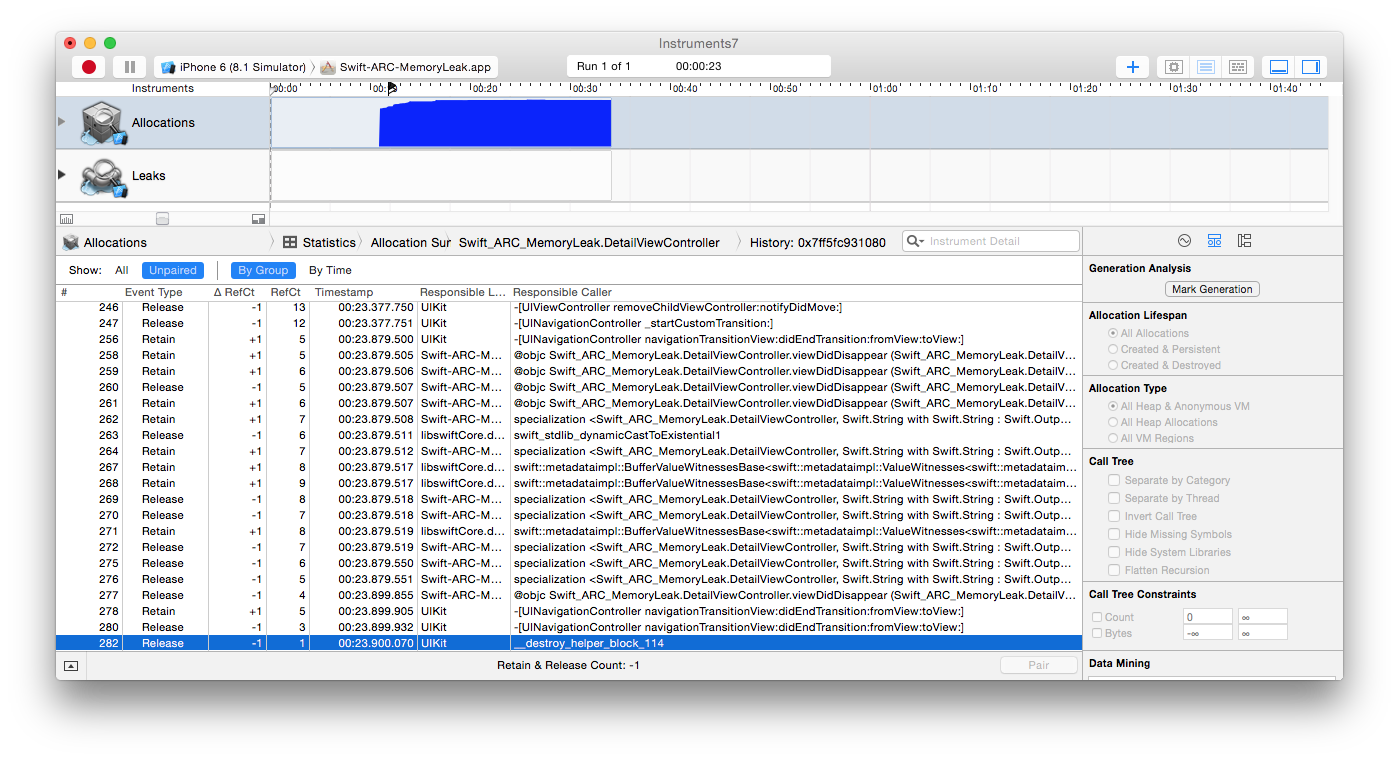 Instruments7
iPhone 6 (8.1 Simulator) Swift-ARC-MemoryLeak.app Run 1 of 1 00:00:23
Instruments 00:00 00:20 00:30 00:40 00:50 01:00 01:10 01:20 01:30 01:40
Allocations
Leaks
Allocations Statistics Allocation Sur Swift_ARC_MemoryLeak.DetailViewController History: 0x7ff5fc931080 Instrument Detail
Show: All Unpaired By Group By Time
# Event Type Δ RefCt RefCt Timestamp Responsible L... Responsible Caller
246 Release -1 13 00:23.377.750 UIKit -[UIViewController removeChildViewController:notifyDidMove:]
247 Release -1 12 00:23.377.751 UIKit -[UINavigationController _startCustomTransition:]
256 Retain +1 5 00:23.879.500 UIKit -[UINavigationController navigationTransitionView:didEndTransition:fromView:toView:]
258 Retain +1 5 00:23.879.505 Swift-ARC-M... @objc Swift_ARC_MemoryLeak.DetailViewController.viewDidDisappear (Swift_ARC_MemoryLeak.DetailV...
259 Retain +1 6 00:23.879.506 Swift-ARC-M... @objc Swift_ARC_MemoryLeak.DetailViewController.viewDidDisappear (Swift_ARC_MemoryLeak.DetailV...
260 Release -1 5 00:23.879.507 Swift-ARC-M... @objc Swift_ARC_MemoryLeak.DetailViewController.viewDidDisappear (Swift_ARC_MemoryLeak.DetailV...
261 Retain +1 6 00:23.879.507 Swift-ARC-M... @objc Swift_ARC_MemoryLeak.DetailViewController.viewDidDisappear (Swift_ARC_MemoryLeak.DetailV...
262 Retain +1 7 00:23.879.508 Swift-ARC-M... specialization <Swift_ARC_MemoryLeak.DetailViewController, Swift.String with Swift.String : Swift.Outp...
263 Release -1 6 00:23.879.511 libswiftCore.d... swift_stdlib_dynamicCastToExistential1
264 Retain +1 7 00:23.879.512 Swift-ARC-M... specialization <Swift_ARC_MemoryLeak.DetailViewController, Swift.String with Swift.String : Swift.Outp...
267 Retain +1 8 00:23.879.517 libswiftCore.d... swift::metadataimpl::BufferValueWitnessesBase<swift::metadataimpl::ValueWitnesses<swift::metadataim...
268 Retain +1 9 00:23.879.517 libswiftCore.d... swift::metadataimpl::BufferValueWitnessesBase<swift::metadataimpl::ValueWitnesses<swift::metadataim...
269 Release -1 8 00:23.879.518 Swift-ARC-M... specialization <Swift_ARC_MemoryLeak.DetailViewController, Swift.String with Swift.String : Swift.Outp...
270 Release -1 7 00:23.879.518 Swift-ARC-M... specialization <Swift_ARC_MemoryLeak.DetailViewController, Swift.String with Swift.String : Swift.Outp...
271 Retain +1 8 00:23.879.519 libswiftCore.d... swift::metadataimpl::BufferValueWitnessesBase<swift::metadataimpl::ValueWitnesses<swift::metadataim...
272 Release -1 7 00:23.879.519 Swift-ARC-M... specialization <Swift_ARC_MemoryLeak.DetailViewController, Swift.String with Swift.String : Swift.Outp...
275 Release -1 6 00:23.879.550 Swift-ARC-M... specialization <Swift_ARC_MemoryLeak.DetailViewController, Swift.String with Swift.String : Swift.Outp...
276 Release -1 5 00:23.879.551 Swift-ARC-M... specialization <Swift_ARC_MemoryLeak.DetailViewController, Swift.String with Swift.String : Swift.Outp...
277 Release -1 4 00:23.899.855 Swift-ARC-M... @objc Swift_ARC_MemoryLeak.DetailViewController.viewDidDisappear (Swift_ARC_MemoryLeak.DetailV...
278 Retain +1 5 00:23.899.905 UIKit -[UINavigationController navigationTransitionView:didEndTransition:fromView:toView:]
280 Release -1 3 00:23.899.932 UIKit -[UINavigationController navigationTransitionView:didEndTransition:fromView:toView:]
282 Release -1 1 00:23.900.070 UIKit __destroy_helper_block_114
Retain & Release Count: -1 Pair
Generation Analysis
Mark Generation
Allocation Lifespan
All Allocations
Created & Persistent
Created & Destroyed
Allocation Type
All Heap & Anonymous VM
All Heap Allocations
All VM Regions
Call Tree
Separate by Category
Separate by Thread
Invert Call Tree
Hide Missing Symbols
Hide System Libraries
Flatten Recursion
Call Tree Constraints
Count 0 ∞
Bytes -∞ ∞
Data Mining